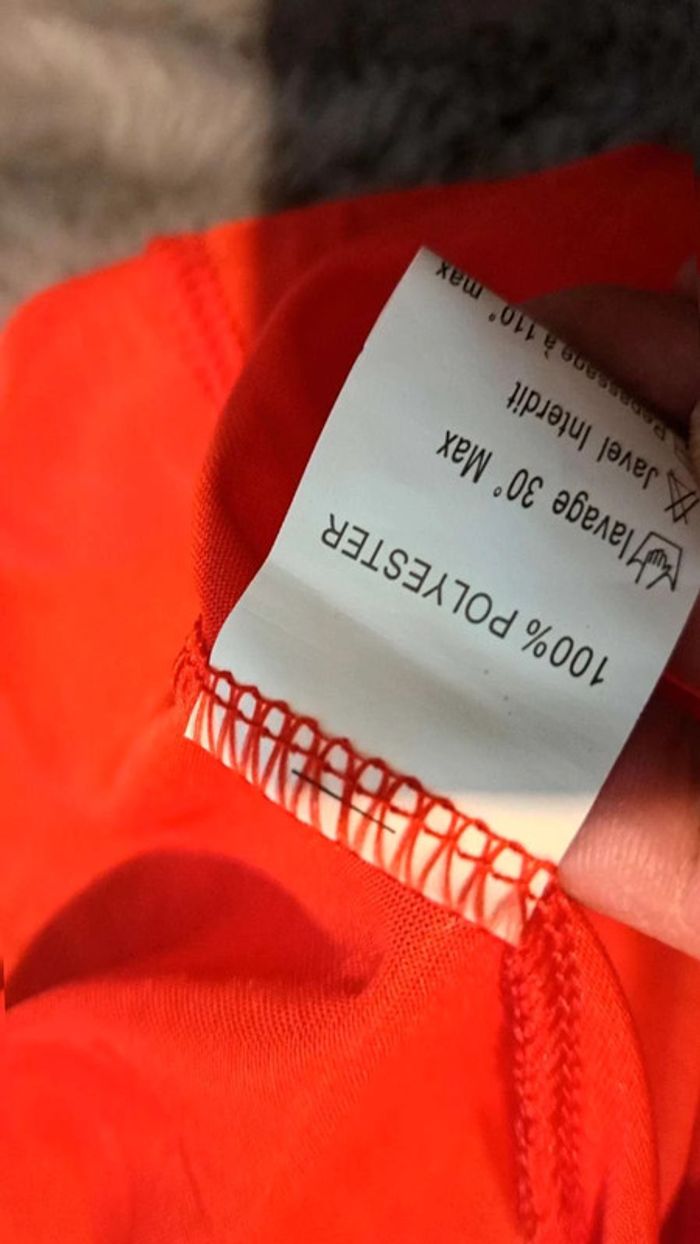 100% POLYESTER
lavage 30° Max
Javel Interdit
Repassage à 110° max